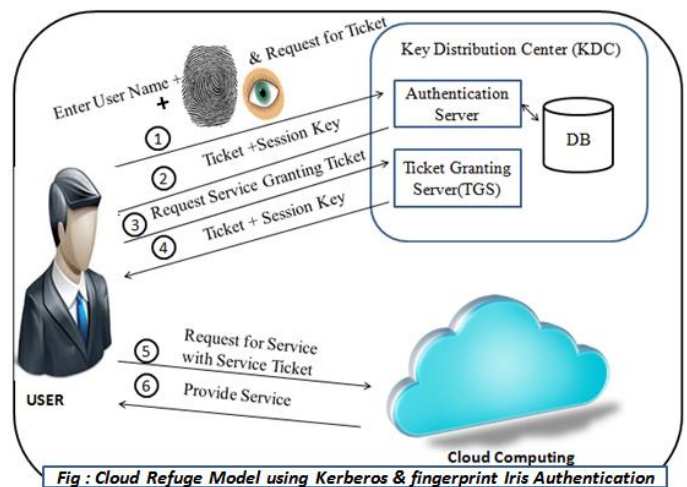 Enter User Name +
+
& Request for Ticket
Key Distribution Center (KDC)
Authentication
Server
DB
Ticket Granting
Server(TGS)
1
Ticket +Session Key
2
Request Service Granting Ticket
3
Ticket + Session Key
4
5
Request for Service
with Service Ticket
6
Provide Service
USER
Cloud Computing
Fig : Cloud Refuge Model using Kerberos & fingerprint Iris Authentication